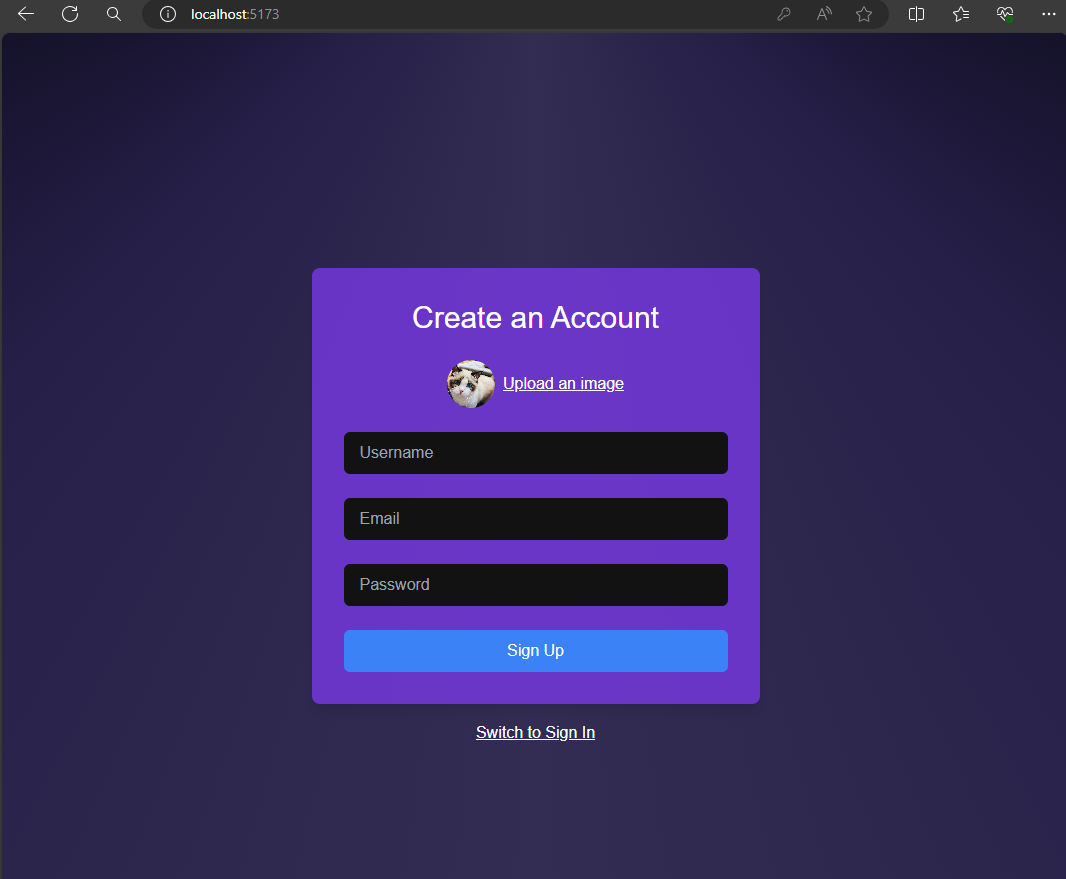 localhost:5173
Create an Account
Upload an image
Username
Email
Password
Sign Up
Switch to Sign In